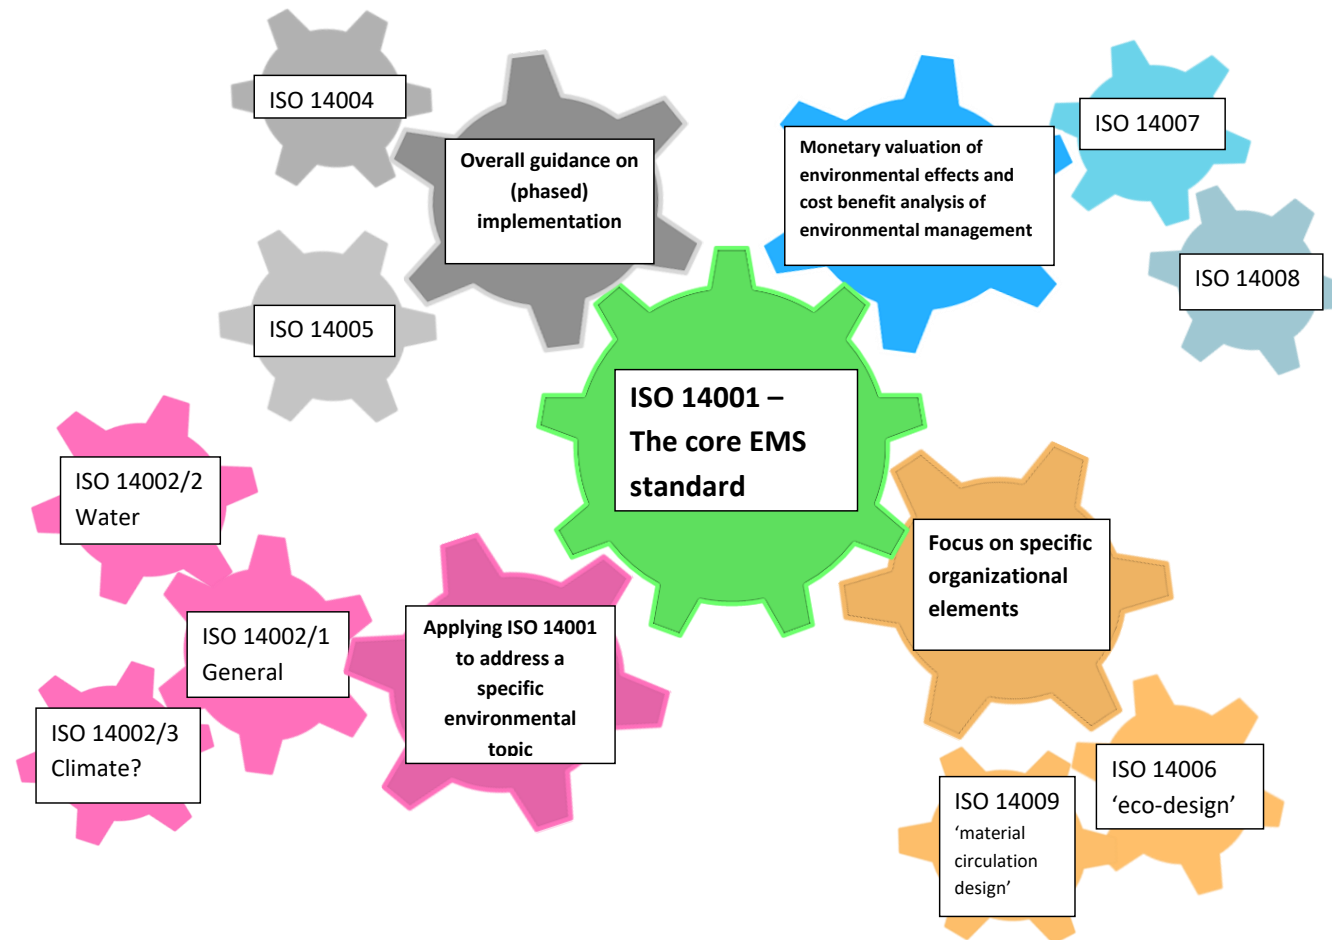 ISO 14004
Overall guidance on
(phased)
implementation
Monetary valuation of
environmental effects and
cost benefit analysis of
environmental management
ISO 14007
ISO 14008
ISO 14005
ISO 14001 –
The core EMS
standard
ISO 14002/2
Water
ISO 14002/1
General
ISO 14002/3
Climate?
Applying ISO 14001
to address a
specific
environmental
topic
Focus on specific
organizational
elements
ISO 14006
‘eco-design’
ISO 14009
‘material
circulation
design’